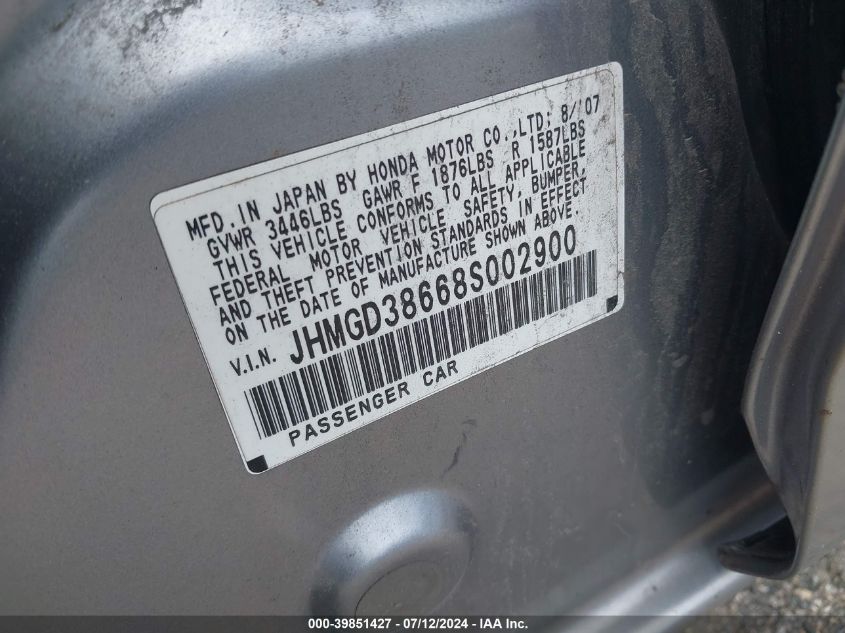 MFD. IN JAPAN BY HONDA MOTOR CO.,LTD; 8/'07
GVWR 3446LBS GAWR F 1876LBS R 1587LBS
THIS VEHICLE CONFORMS TO ALL APPLICABLE
FEDERAL MOTOR VEHICLE SAFETY, BUMPER,
AND THEFT PREVENTION STANDARDS IN EFFECT
ON THE DATE OF MANUFACTURE SHOWN ABOVE.
V.I.N. JHMGD38668S002900
PASSENGER CAR
000-39851427 - 07/12/2024 - IAA Inc.